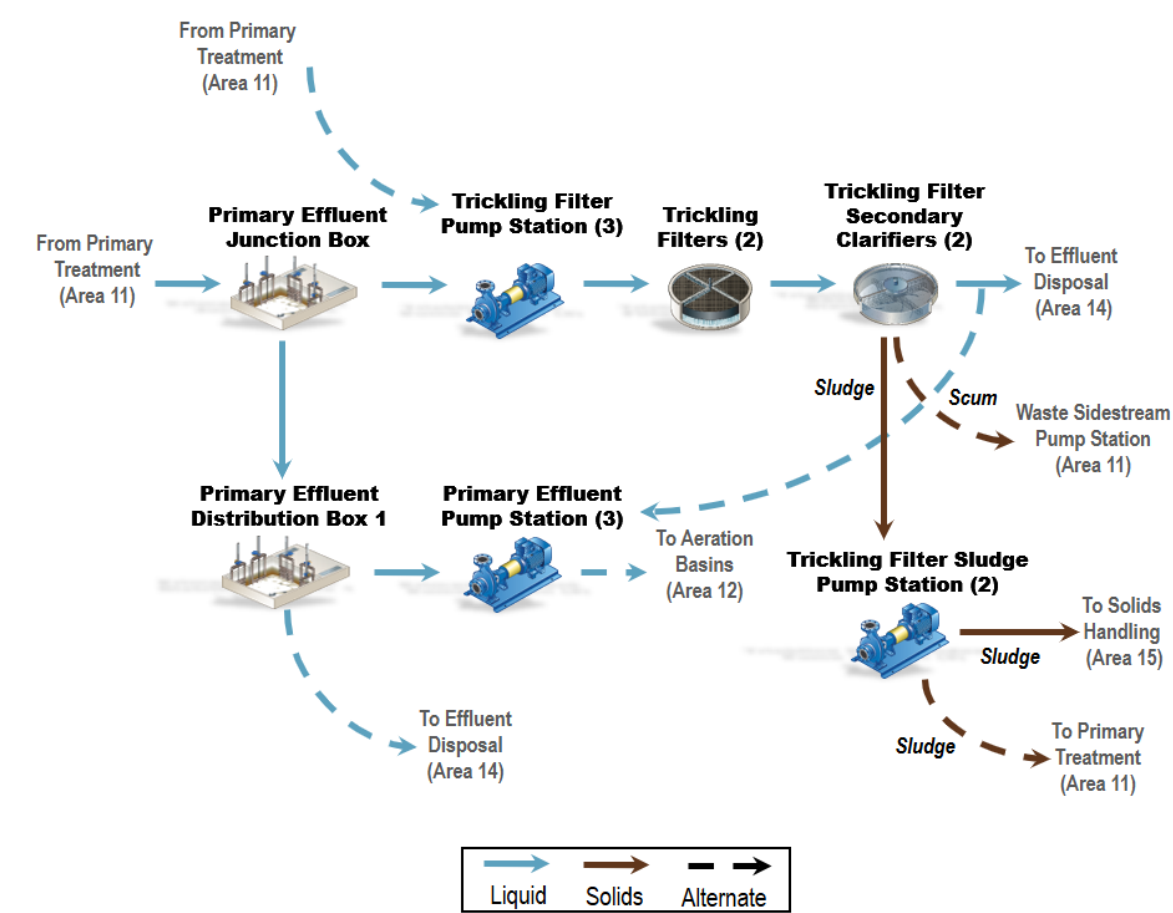 From Primary
Treatment
(Area 11)
From Primary
Treatment
(Area 11)
Primary Effluent
Junction Box
Trickling Filter
Pump Station (3)
Trickling
Filters (2)
Trickling Filter
Secondary
Clarifiers (2)
To Effluent
Disposal
(Area 14)
Sludge
Scum
Waste Sidestream
Pump Station
(Area 11)
Primary Effluent
Distribution Box 1
Primary Effluent
Pump Station (3)
To Aeration
Basins
(Area 12)
Trickling Filter Sludge
Pump Station (2)
To Solids
Handling
(Area 15)
Sludge
To Effluent
Disposal
(Area 14)
Sludge
To Primary
Treatment
(Area 11)
Liquid
Solids
Alternate